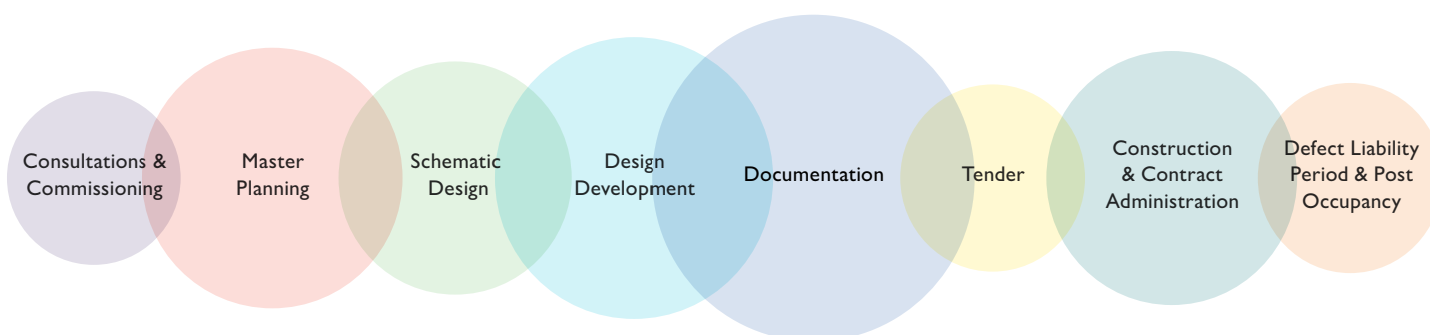 Consultations &
Commissioning
Master
Planning
Schematic
Design
Design
Development
Documentation
Tender
Construction
& Contract
Administration
Defect Liability
Period & Post
Occupancy